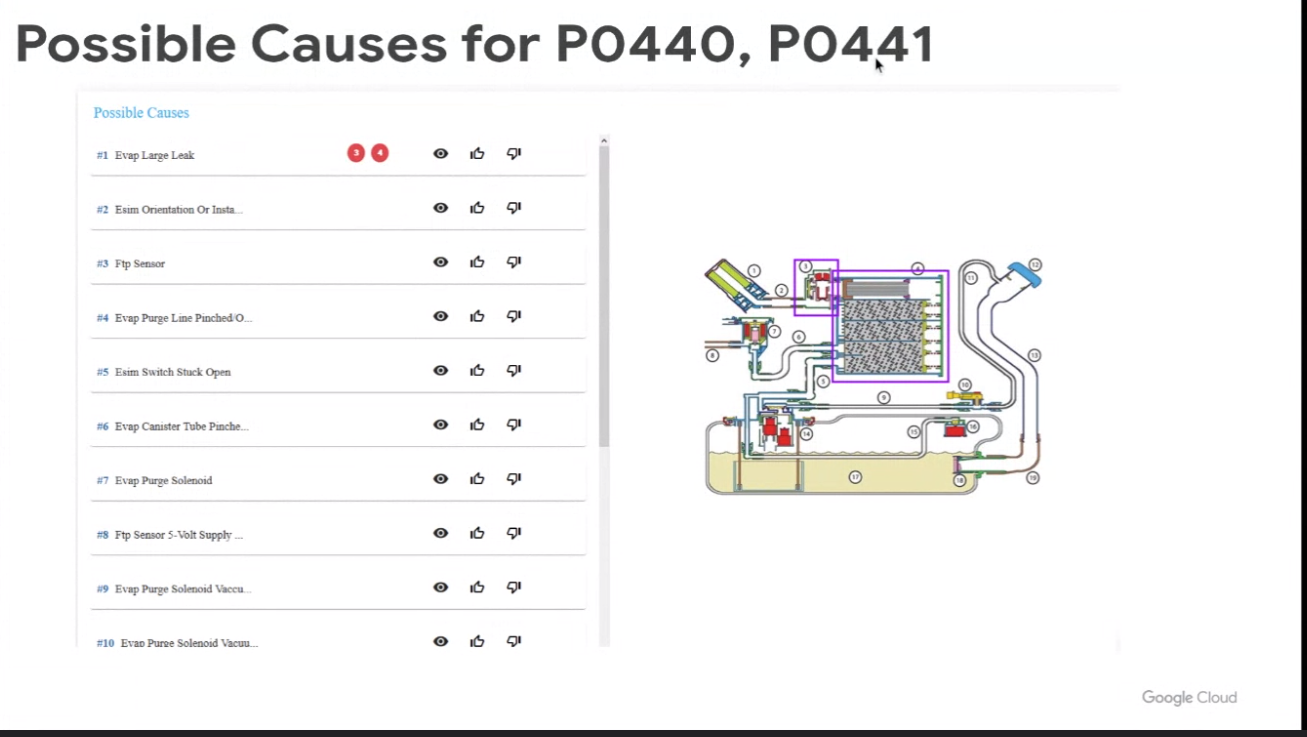 Possible Causes for P0440, P0441
Possible Causes
#1 Evap Large Leak 3 4
#2 Esim Orientation Or Insta...
#3 Ftp Sensor
#4 Evap Purge Line Pinched/O...
#5 Esim Switch Stuck Open
#6 Evap Canister Tube Pinche...
#7 Evap Purge Solenoid
#8 Ftp Sensor 5-Volt Supply ...
#9 Evap Purge Solenoid Vaccu...
#10 Evap Purge Solenoid Vacuu...
1
2
3
4
11
12
7
6
8
13
5
9
10
14
15
16
17
18
19
Google Cloud